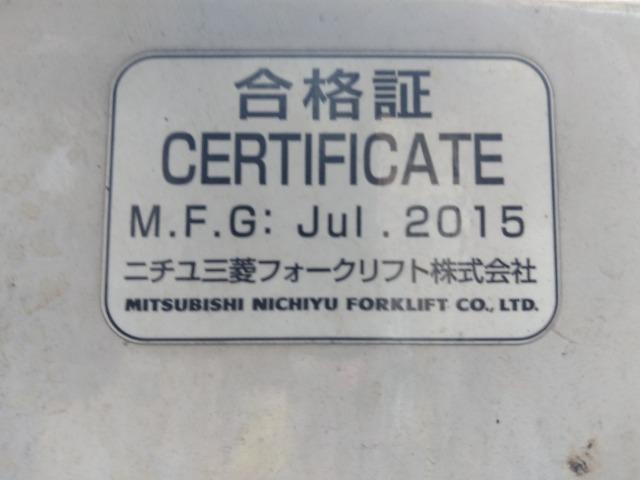 合格証
CERTIFICATE
M.F.G: Jul .2015
ニチユ三菱フォークリフト株式会社
MITSUBISHI NICHIYU FORKLIFT CO., LTD.